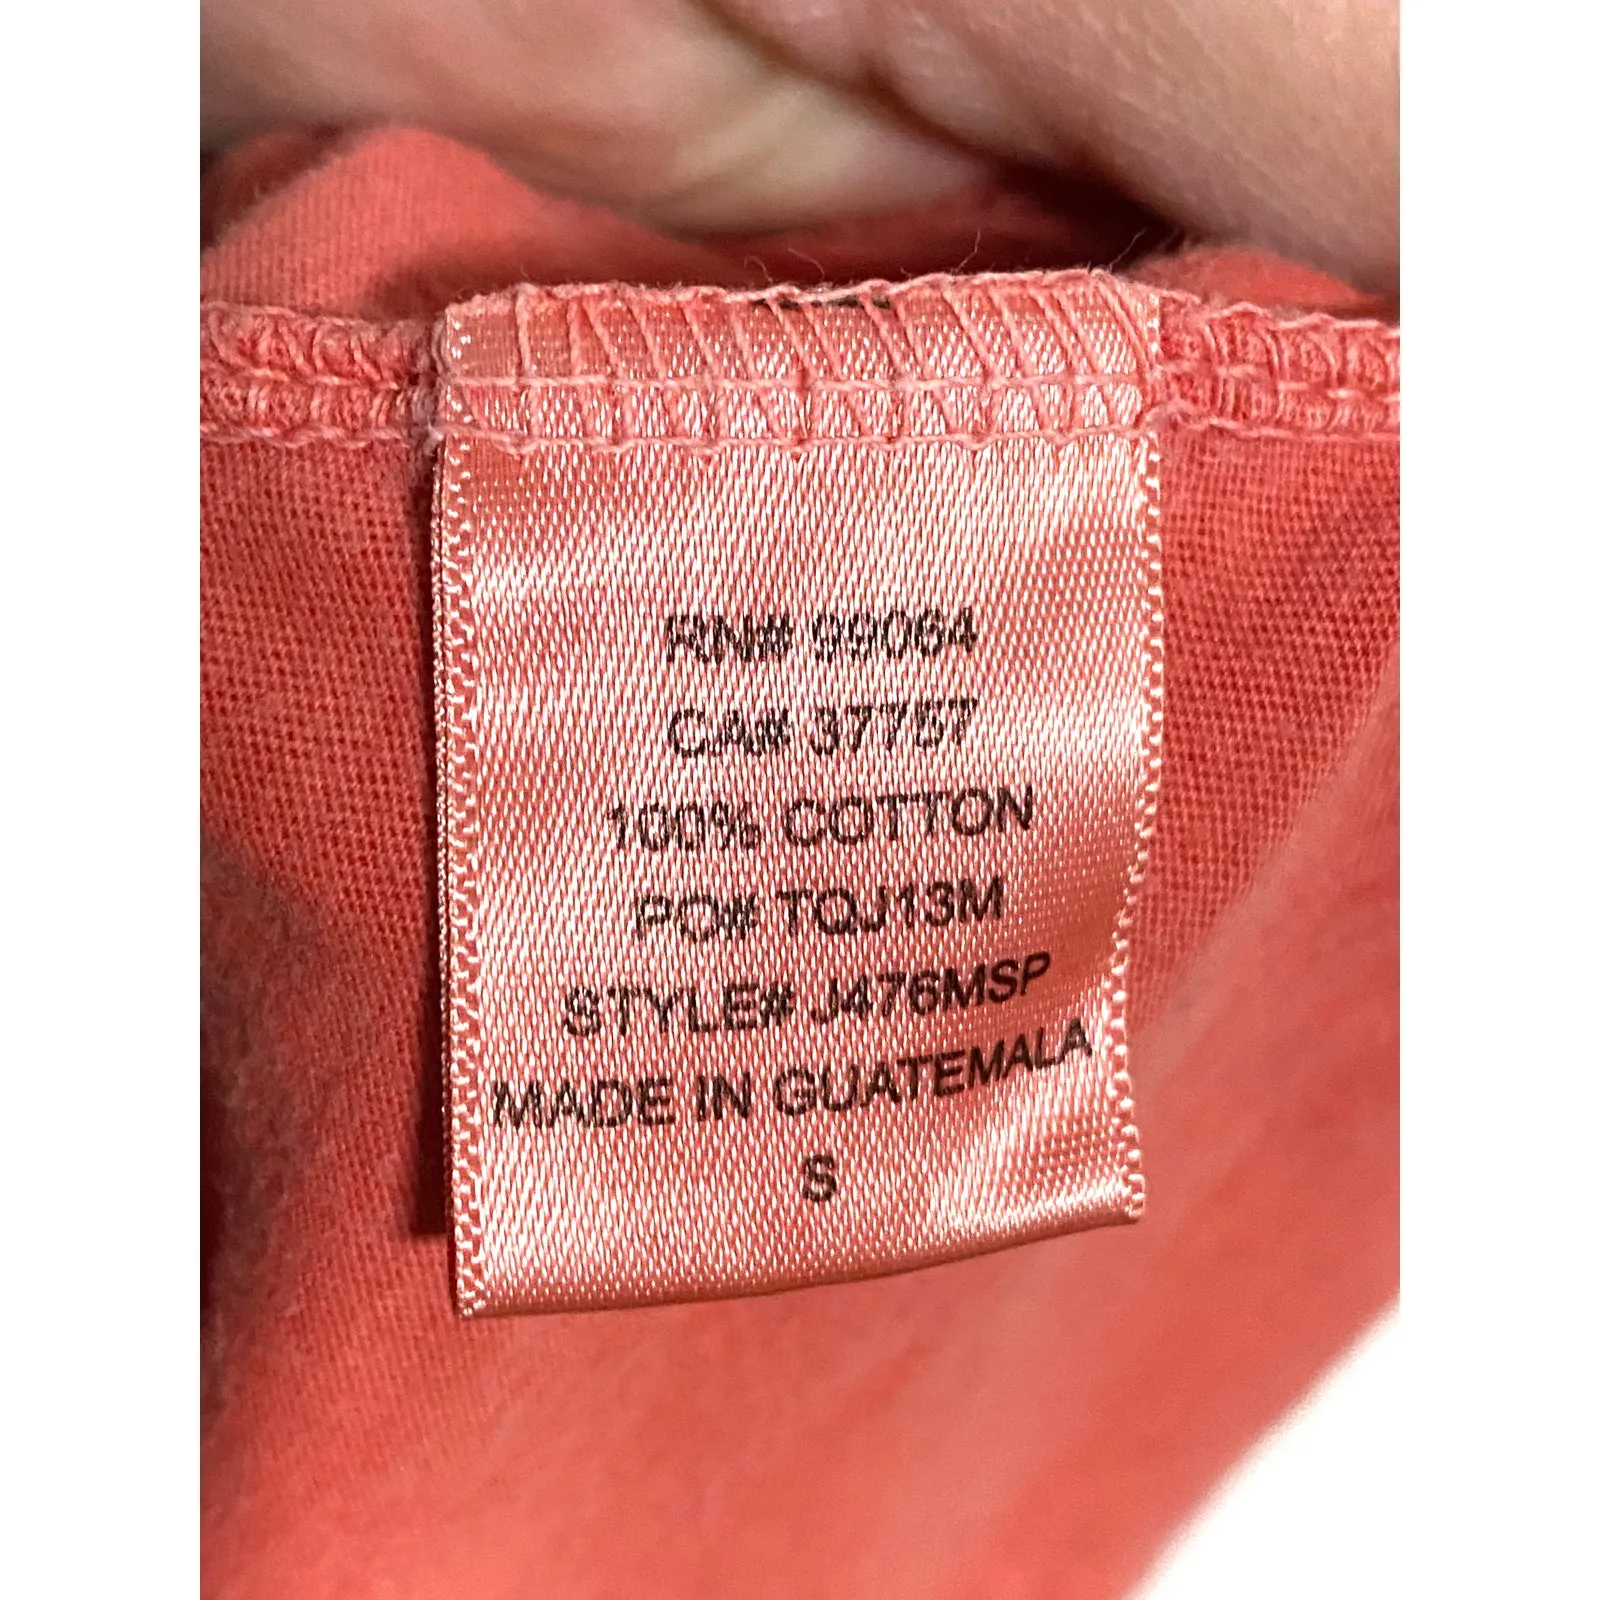 RN# 99064
CA# 37757
100% COTTON
PO# TQJ13M
STYLE# J476MSP
MADE IN GUATEMALA
S